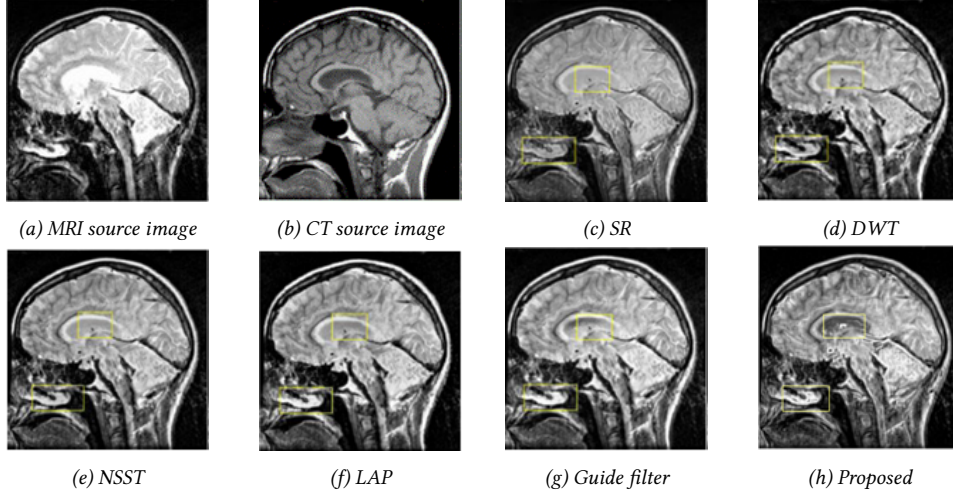 (a) MRI source image
(b) CT source image
(c) SR
(d) DWT
(e) NSST
(f) LAP
(g) Guide filter
(h) Proposed